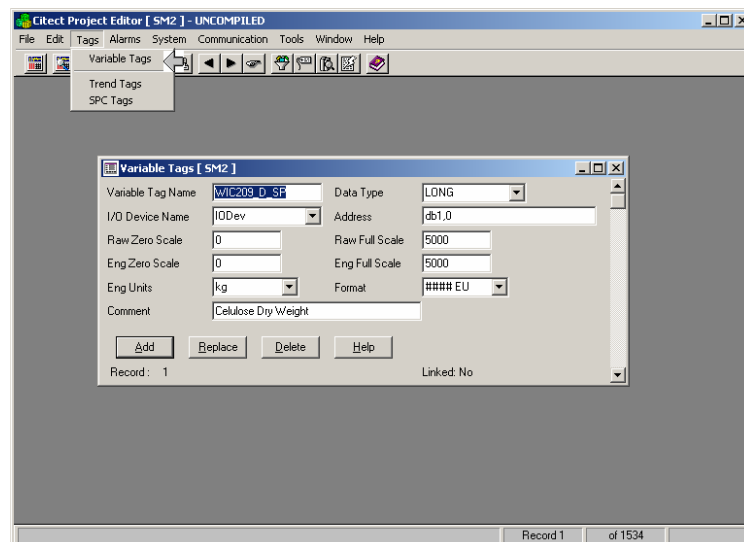 Citect Project Editor [ SM2 ] - UNCOMPILED
File Edit Tags Alarms System Communication Tools Window Help
Variable Tags
Trend Tags
SPC Tags
Variable Tags [ SM2 ]
Variable Tag Name WIC209_D_SP Data Type LONG
I/O Device Name IODev Address db1,0
Raw Zero Scale 0 Raw Full Scale 5000
Eng Zero Scale 0 Eng Full Scale 5000
Eng Units kg Format #### EU
Comment Celulose Dry Weight
Add Replace Delete Help
Record : 1 Linked: No
Record 1 of 1534